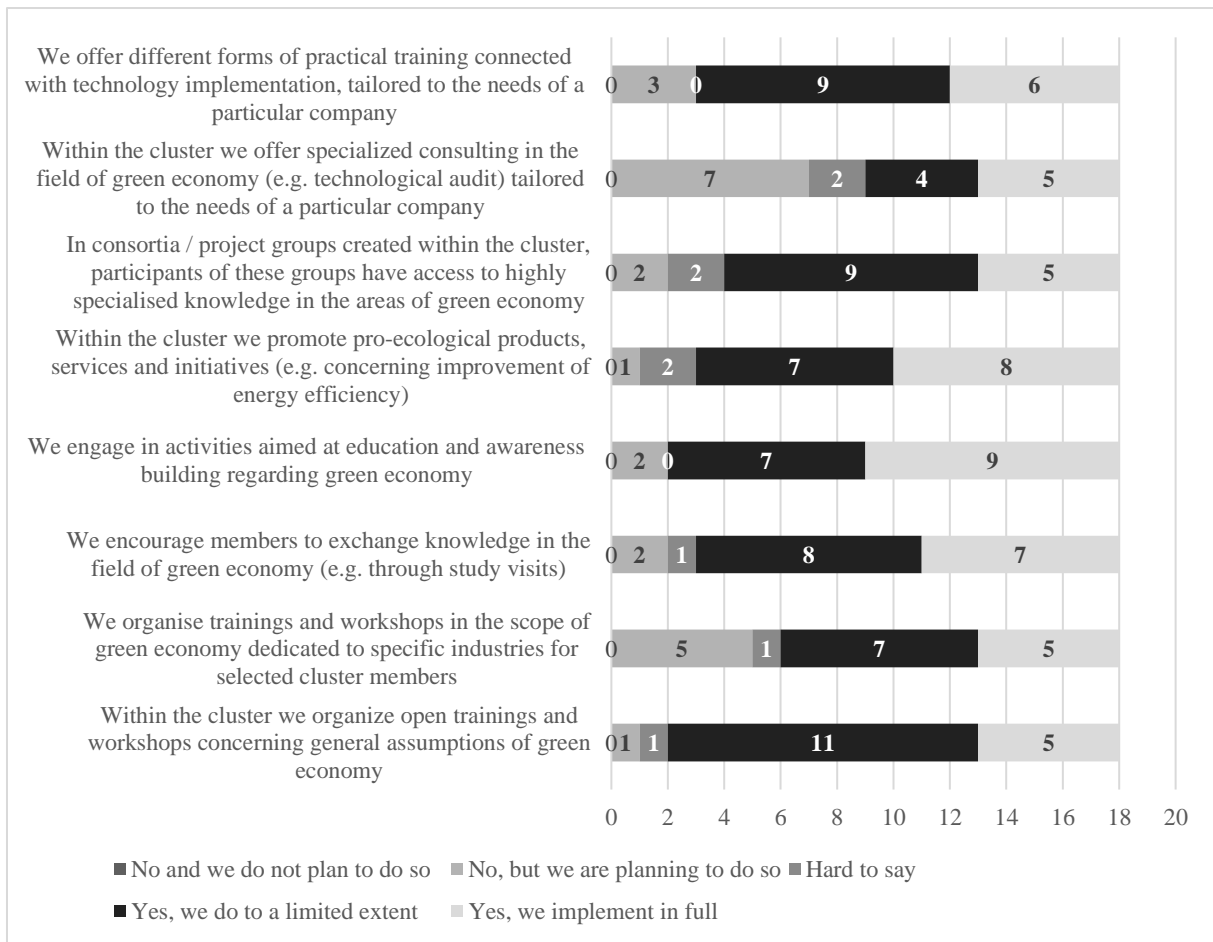 We offer different forms of practical training connected
with technology implementation, tailored to the needs of a
particular company
0 3 0 9 6
Within the cluster we offer specialized consulting in the
field of green economy (e.g. technological audit) tailored
to the needs of a particular company
0 7 2 4 5
In consortia / project groups created within the cluster,
participants of these groups have access to highly
specialised knowledge in the areas of green economy
0 2 2 9 5
Within the cluster we promote pro-ecological products,
services and initiatives (e.g. concerning improvement of
energy efficiency)
0 1 2 7 8
We engage in activities aimed at education and awareness
building regarding green economy
0 2 0 7 9
We encourage members to exchange knowledge in the
field of green economy (e.g. through study visits)
0 2 1 8 7
We organise trainings and workshops in the scope of
green economy dedicated to specific industries for
selected cluster members
0 5 1 7 5
Within the cluster we organize open trainings and
workshops concerning general assumptions of green
economy
0 1 1 11 5
0 2 4 6 8 10 12 14 16 18 20
No and we do not plan to do so No, but we are planning to do so Hard to say
Yes, we do to a limited extent Yes, we implement in full